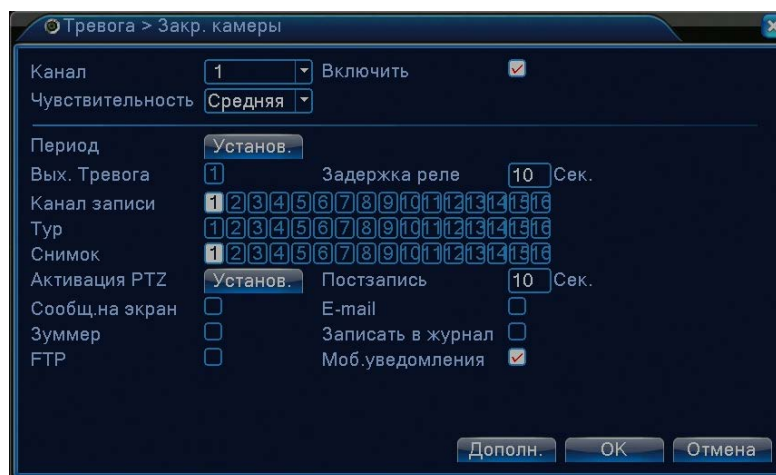 Тревога > Закр. камеры
Канал 1 Включить
Чувствительность Средняя
Период Установ.
Вых. Тревога 1 Задержка реле 10 Сек.
Канал записи 1 2 3 4 5 6 7 8 9 10 11 12 13 14 15 16
Тур 1 2 3 4 5 6 7 8 9 10 11 12 13 14 15 16
Снимок 1 2 3 4 5 6 7 8 9 10 11 12 13 14 15 16
Активация PTZ Установ. Постзапись 10 Сек.
Сообщ.на экран E-mail
Зуммер Записать в журнал
FTP Моб.уведомления
Дополн. OK Отмена